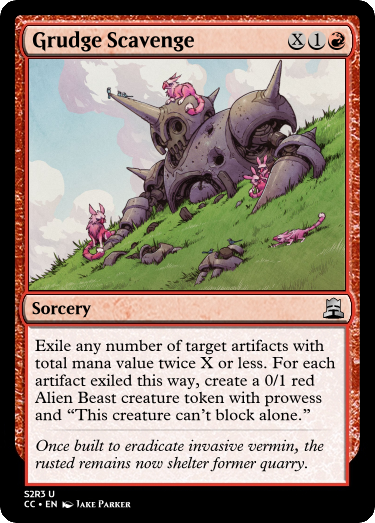 Grudge Scavenge X 1
Sorcery
Exile any number of target artifacts with
total mana value twice X or less. For each
artifact exiled this way, create a 0/1 red
Alien Beast creature token with prowess
and “This creature can’t block alone.”
Once built to eradicate invasive vermin, the
rusted remains now shelter former quarry.
S2R3 U
CC • EN Jake Parker